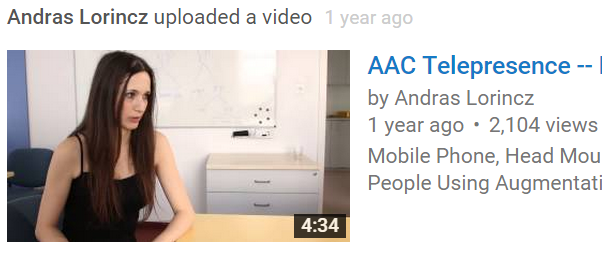 Andras Lorincz uploaded a video 1 year ago
AAC Telepresence --
by Andras Lorincz
1 year ago • 2,104 views
Mobile Phone, Head Mou
People Using Augmentati
4:34